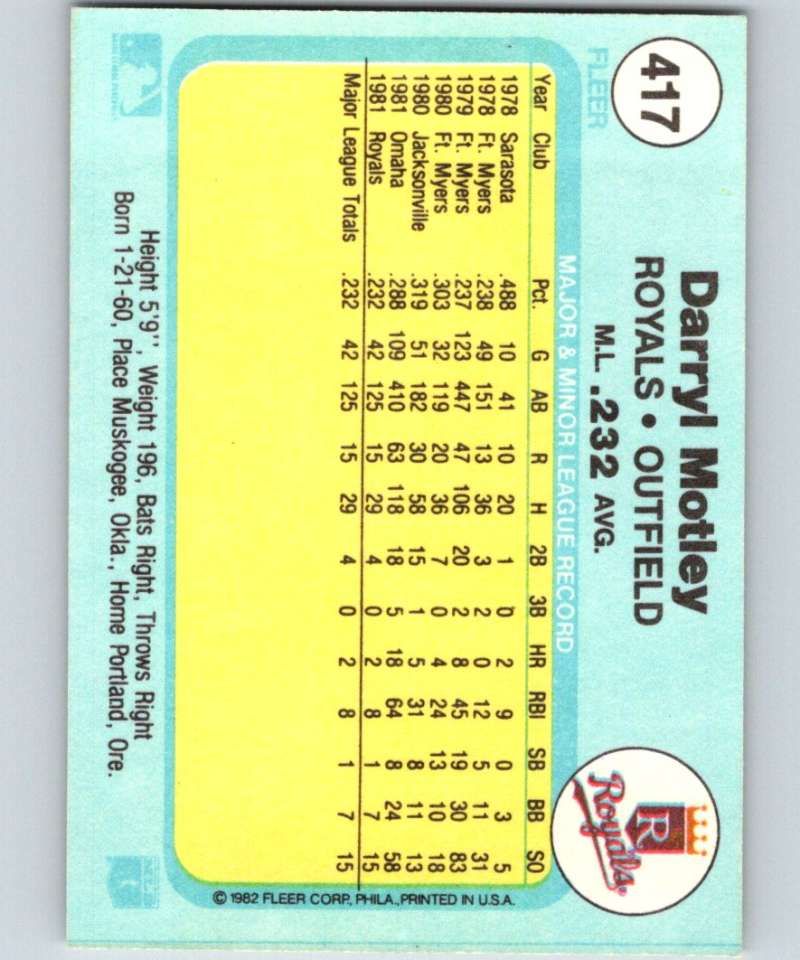 417
FLEER
Darryl Motley
ROYALS • OUTFIELD
M.L. .232 AVG.
R
Royals
MAJOR & MINOR LEAGUE RECORD
Year Club Pct. G AB R H 2B 3B HR RBI SB BB SO
1978 Sarasota .488 10 41 10 20 1 0 2 9 0 3 5
1978 Ft. Myers .238 49 151 13 36 3 2 0 12 5 11 31
1979 Ft. Myers .237 123 447 47 106 20 2 8 45 19 30 83
1980 Ft. Myers .303 32 119 20 36 7 0 4 24 13 10 18
1980 Jacksonville .319 51 182 30 58 15 1 5 31 8 11 13
1981 Omaha .288 109 410 63 118 18 5 18 64 8 24 58
1981 Royals .232 42 125 15 29 4 0 2 8 1 7 15
Major League Totals .232 42 125 15 29 4 0 2 8 1 7 15
© 1982 FLEER CORP., PHILA., PRINTED IN U.S.A.
Height 5'9", Weight 196, Bats Right, Throws Right
Born 1-21-60, Place Muskogee, Okla., Home Portland, Ore.